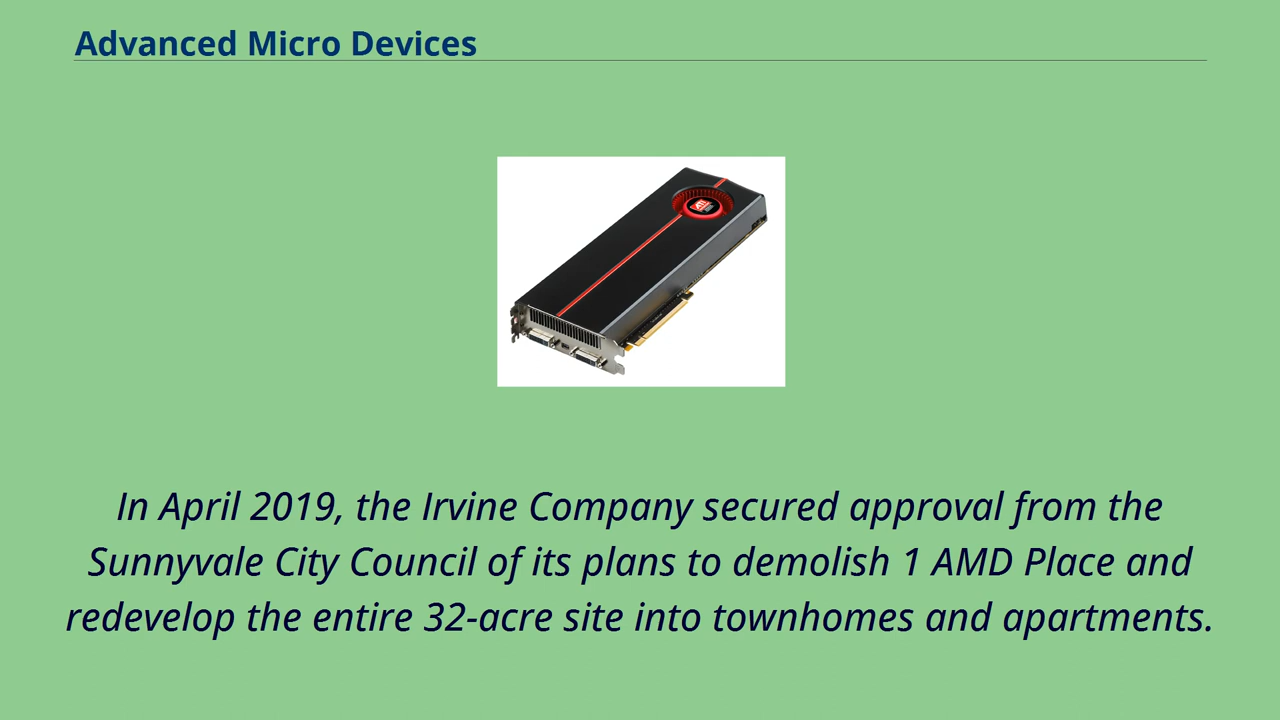 Advanced Micro Devices
ATI
In April 2019, the Irvine Company secured approval from the
Sunnyvale City Council of its plans to demolish 1 AMD Place and
redevelop the entire 32-acre site into townhomes and apartments.